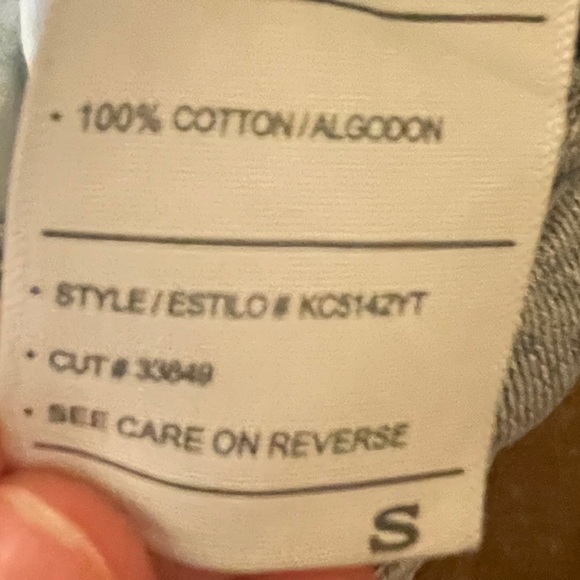 • 100% COTTON/ALGODON
• STYLE/ESTILO # KC5142YT
• CUT # 33849
• SEE CARE ON REVERSE
S